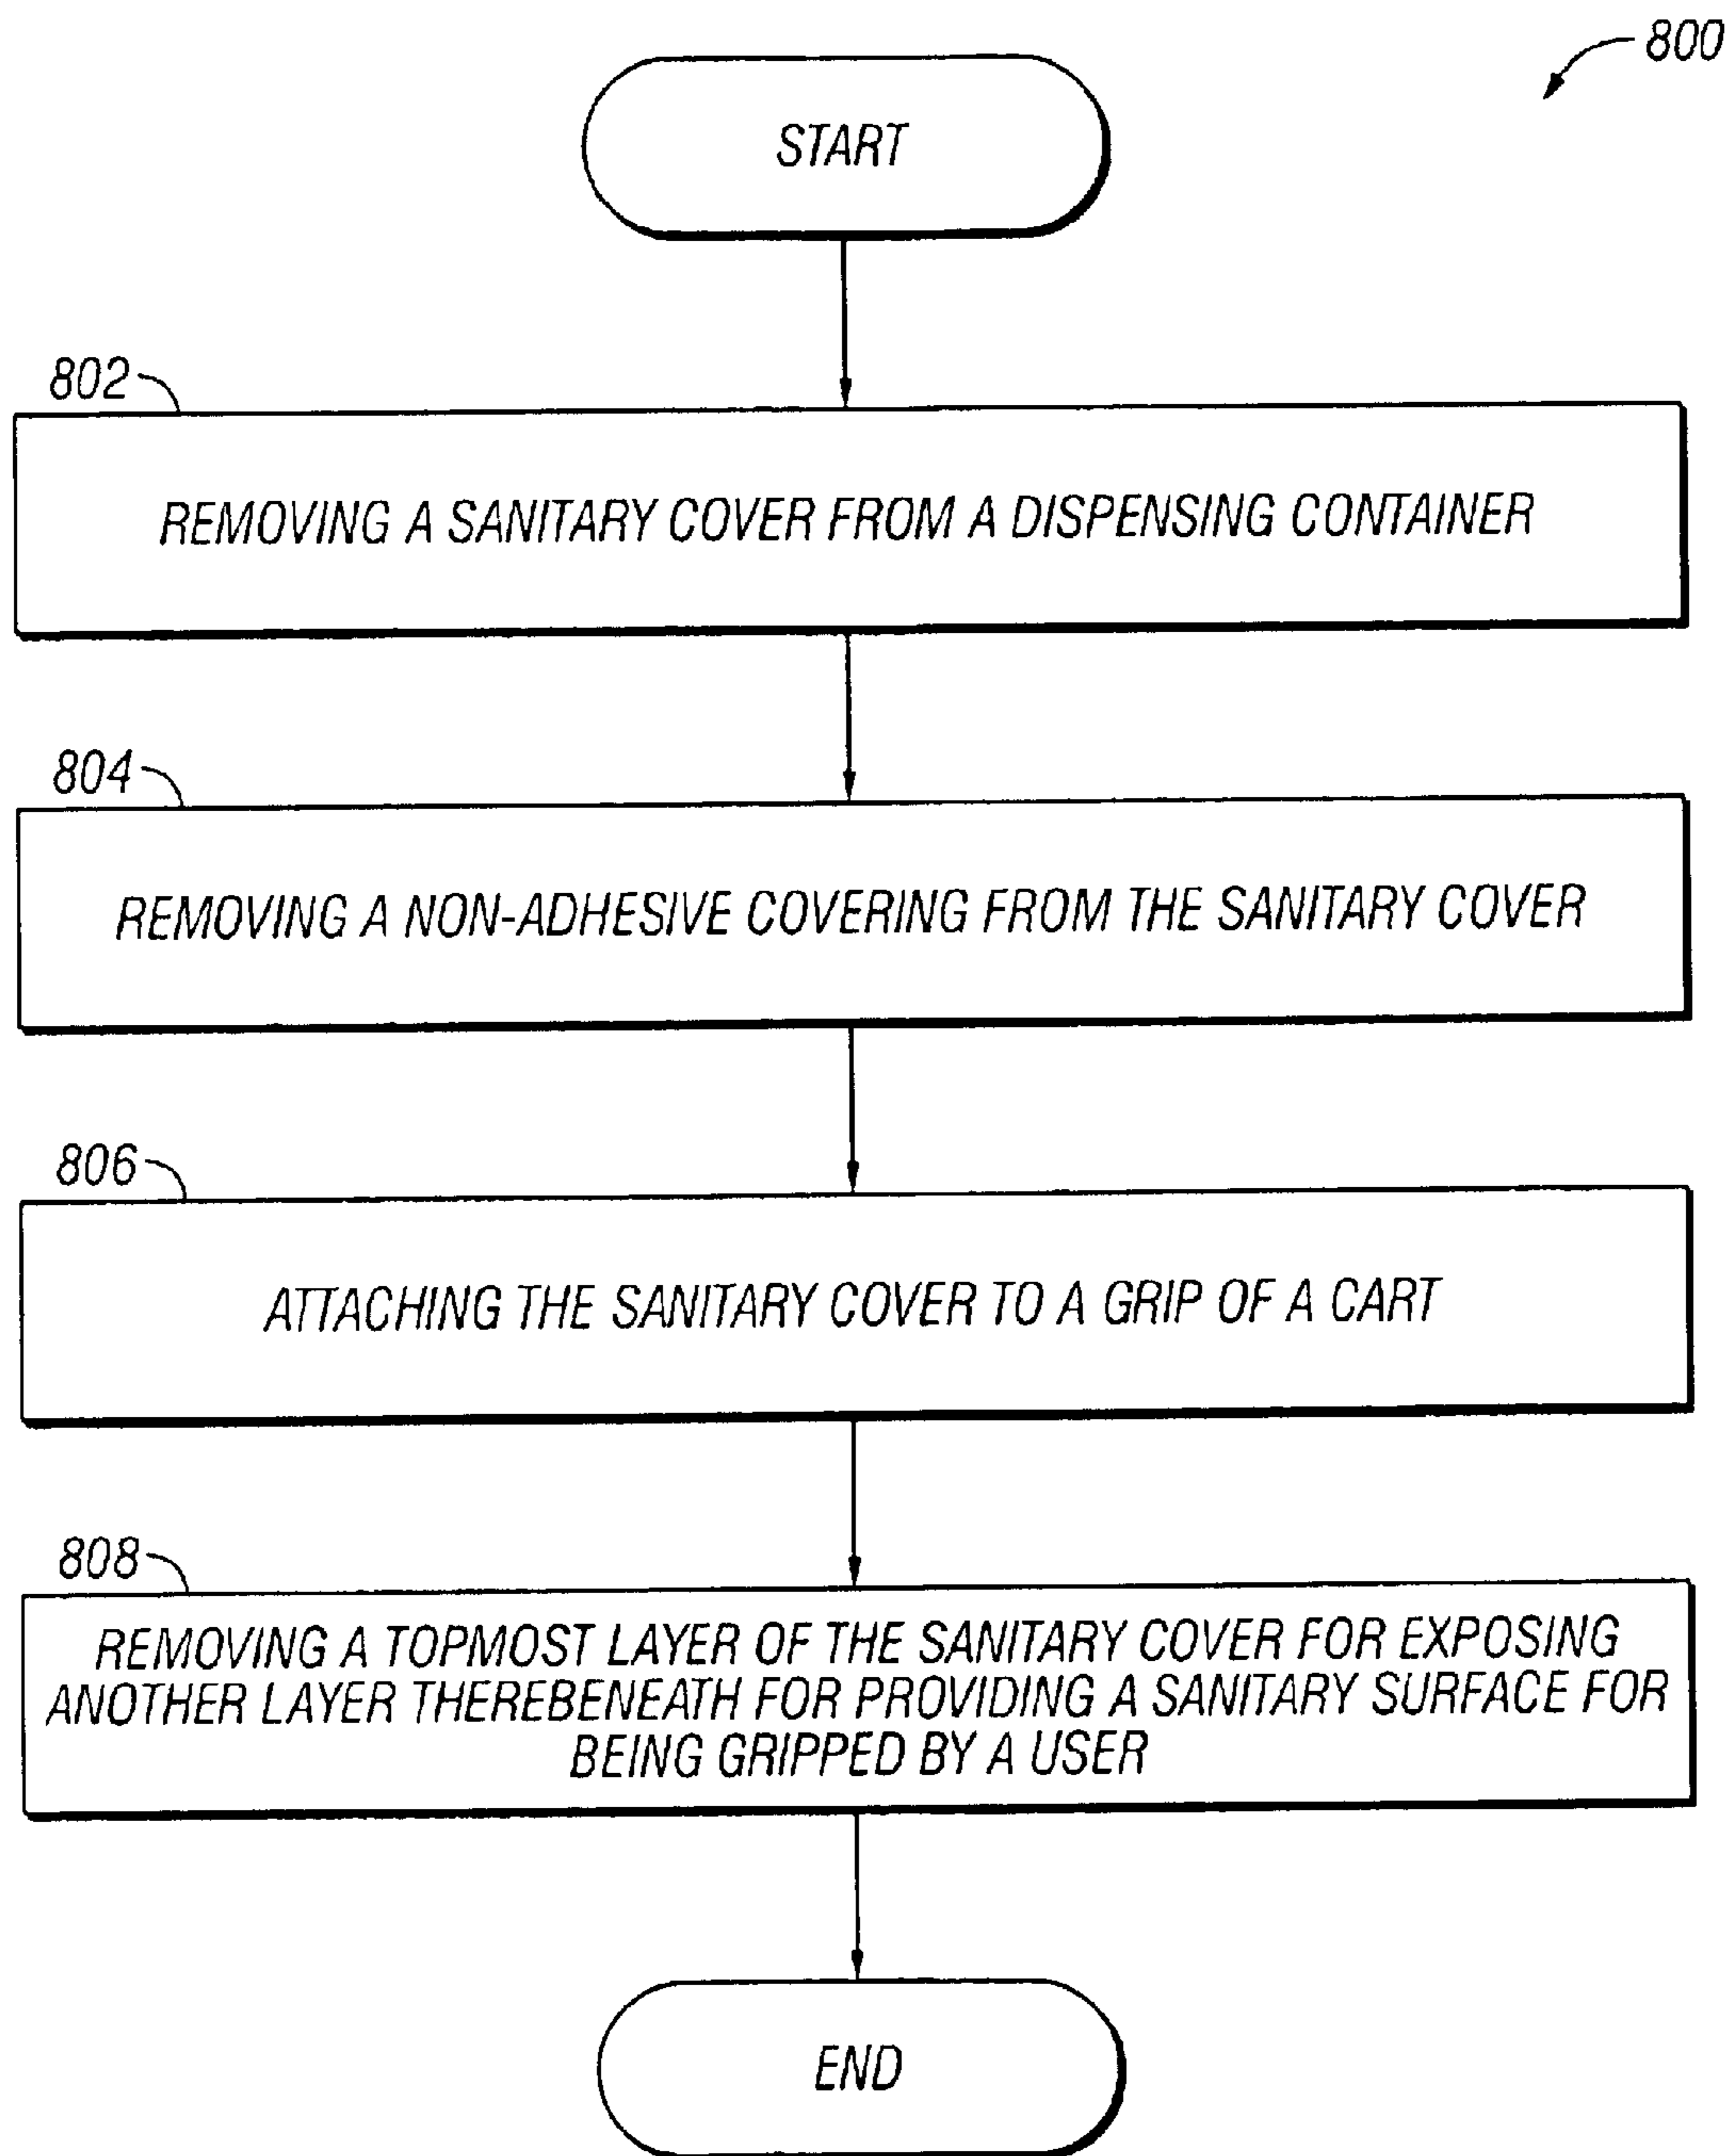 800
START
802
REMOVING A SANITARY COVER FROM A DISPENSING CONTAINER
804
REMOVING A NON-ADHESIVE COVERING FROM THE SANITARY COVER
806
ATTACHING THE SANITARY COVER TO A GRIP OF A CART
808
REMOVING A TOPMOST LAYER OF THE SANITARY COVER FOR EXPOSING
ANOTHER LAYER THEREBENEATH FOR PROVIDING A SANITARY SURFACE FOR
BEING GRIPPED BY A USER
END